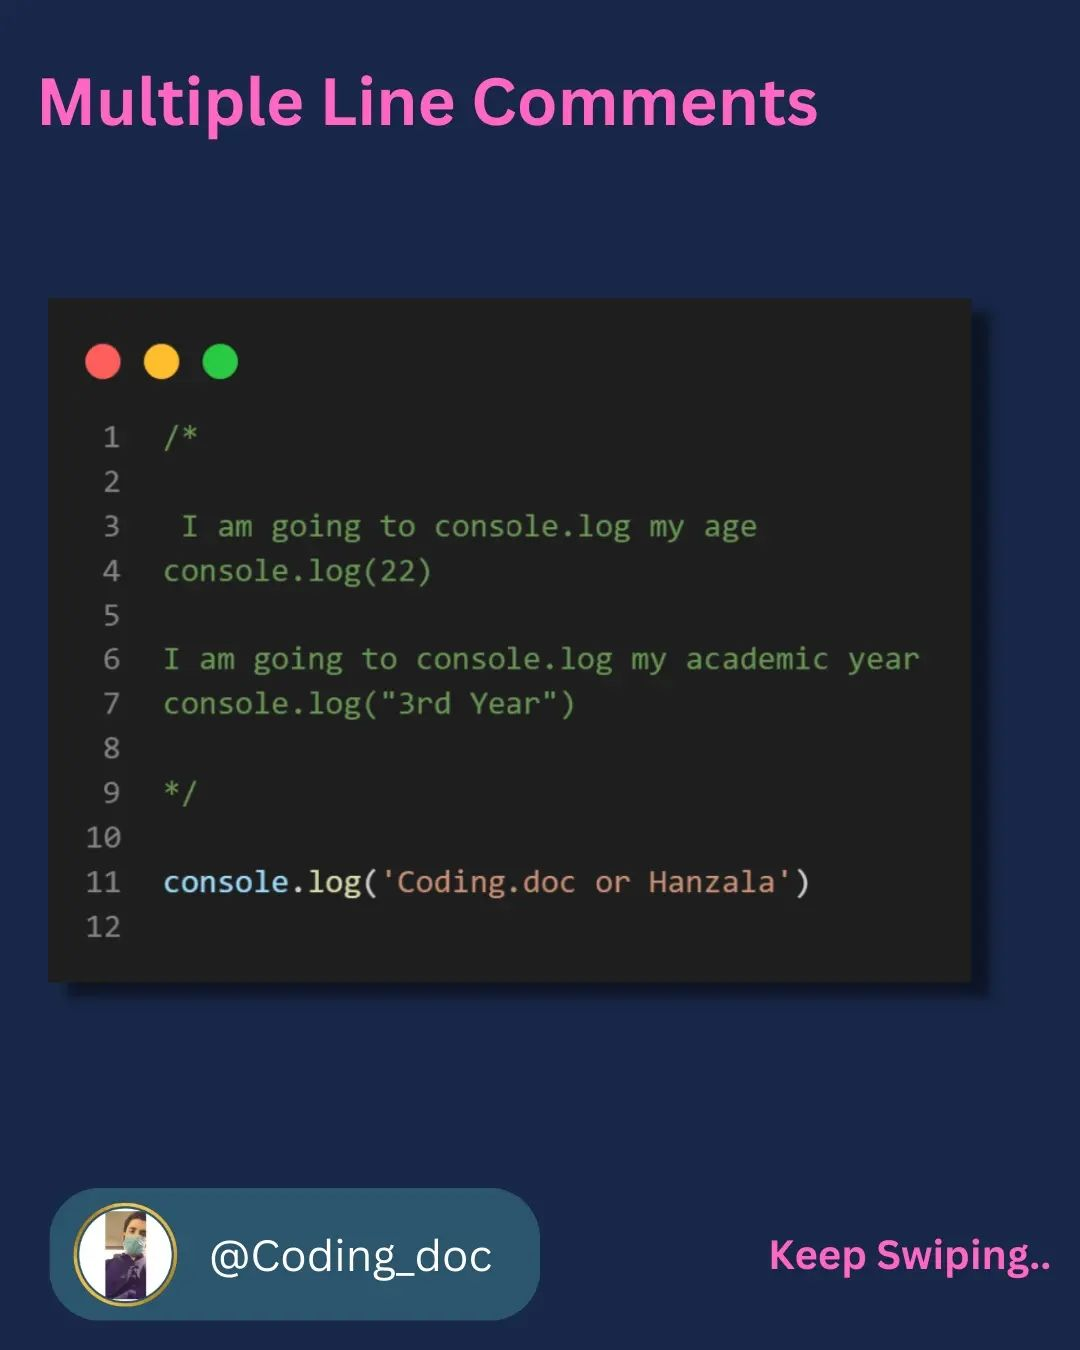 Multiple Line Comments
1 /*
2
3 I am going to console.log my age
4 console.log(22)
5
6 I am going to console.log my academic year
7 console.log("3rd Year")
8
9 */
10
11 console.log('Coding.doc or Hanzala')
12
@Coding_doc
Keep Swiping..